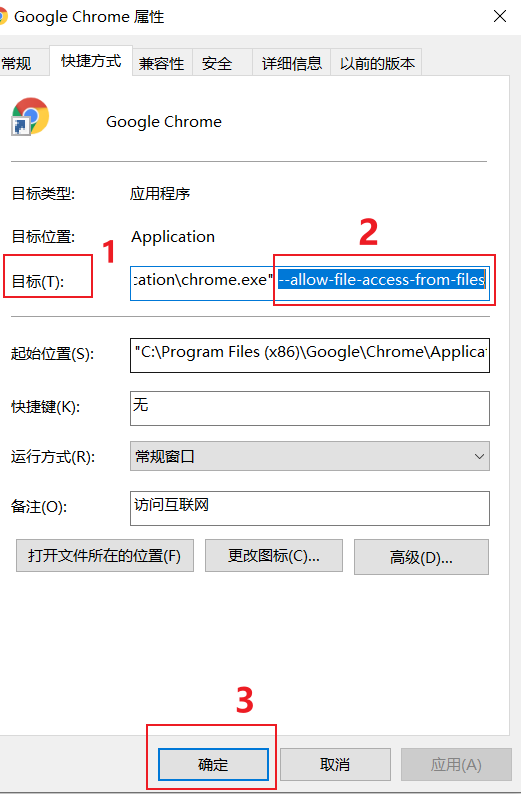 Google Chrome 属性
常规 快捷方式 兼容性 安全 详细信息 以前的版本
Google Chrome
目标类型: 应用程序
目标位置: Application
1
2
目标(T): cation\chrome.exe" --allow-file-access-from-files
起始位置(S): "C:\Program Files (x86)\Google\Chrome\Applicat
快捷键(K): 无
运行方式(R): 常规窗口
备注(O): 访问互联网
打开文件所在的位置(F) 更改图标(C)... 高级(D)...
3
确定 取消 应用(A)